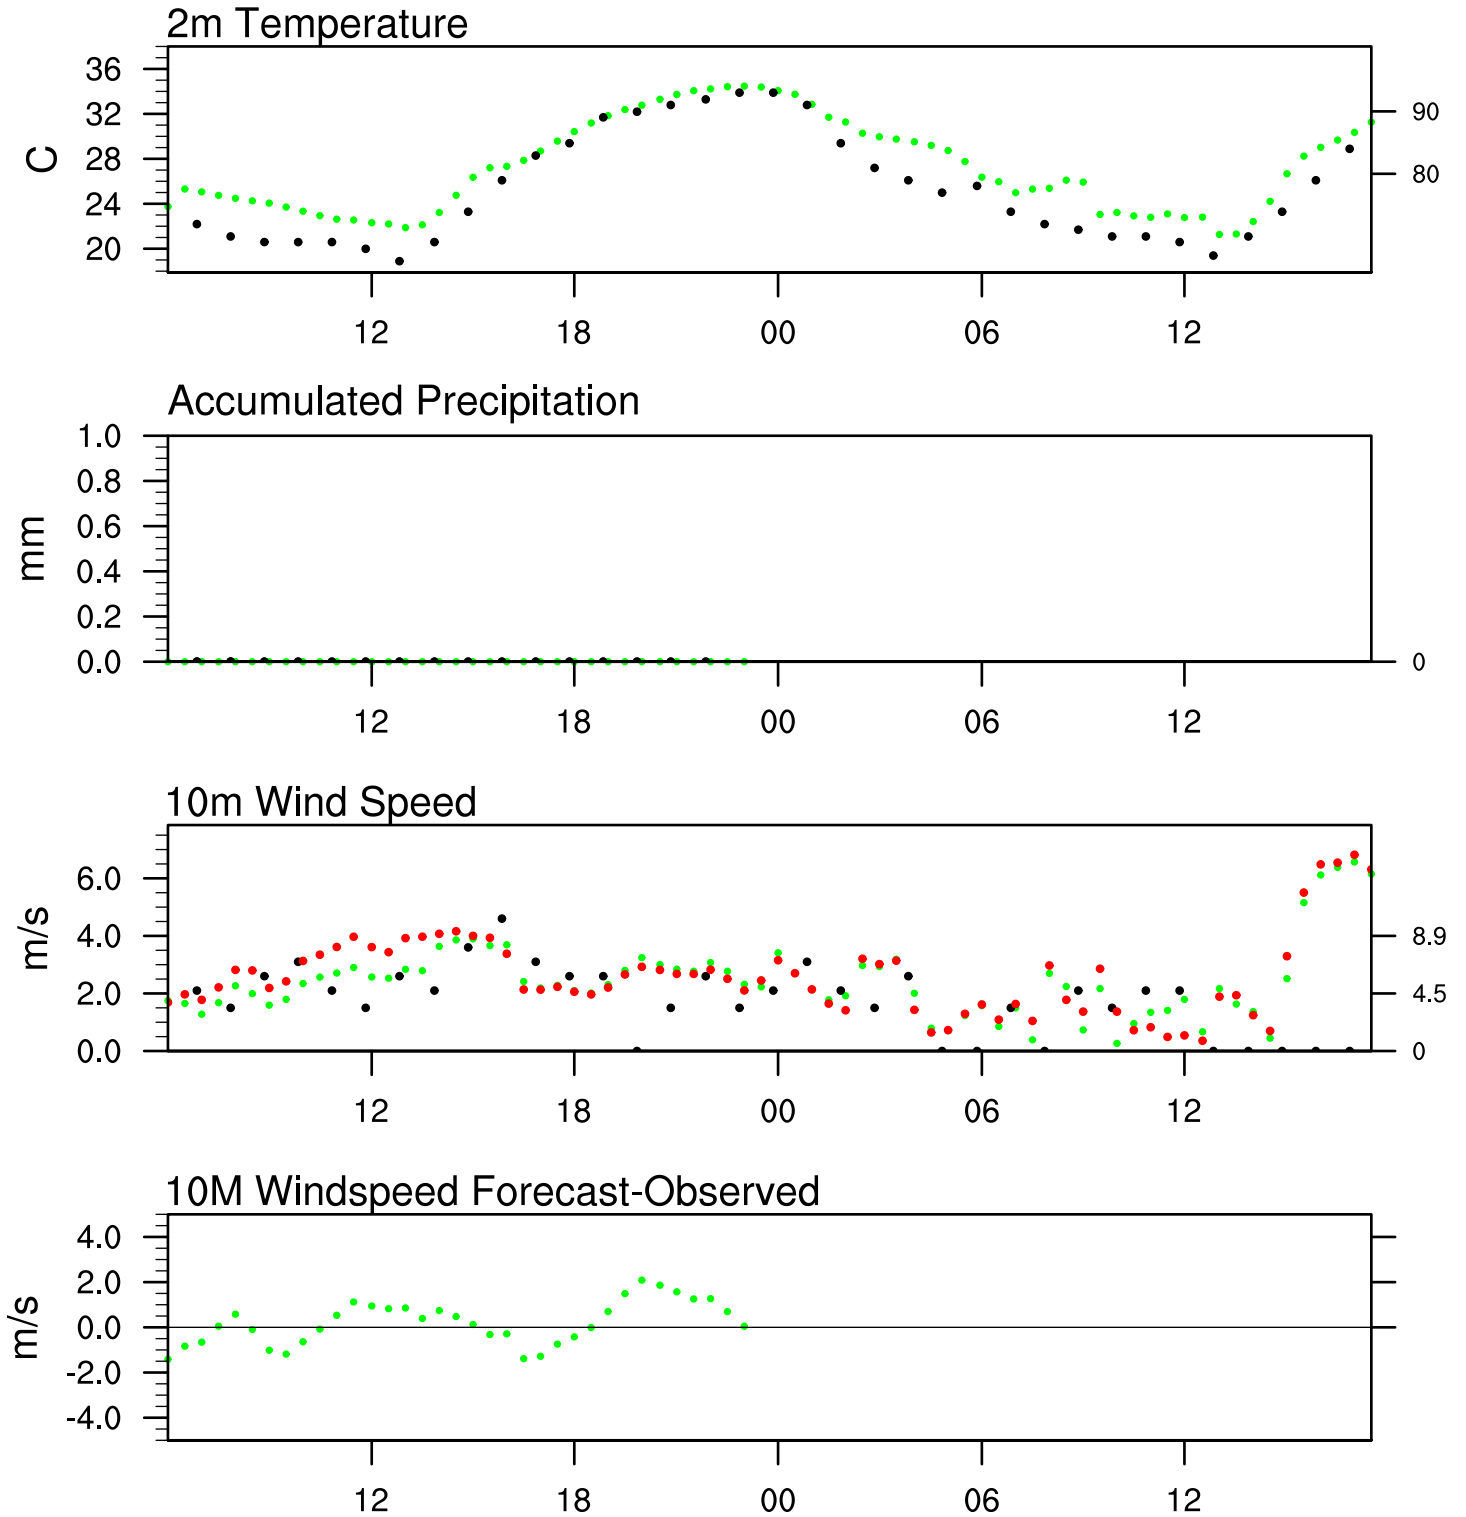 2m Temperature
36
32
28
24
20
C
90
80
12 18 00 06 12
Accumulated Precipitation
1.0
0.8
0.6
0.4
0.2
0.0
mm
0
12 18 00 06 12
10m Wind Speed
6.0
4.0
2.0
0.0
m/s
8.9
4.5
0
12 18 00 06 12
10M Windspeed Forecast-Observed
4.0
2.0
0.0
-2.0
-4.0
m/s
12 18 00 06 12